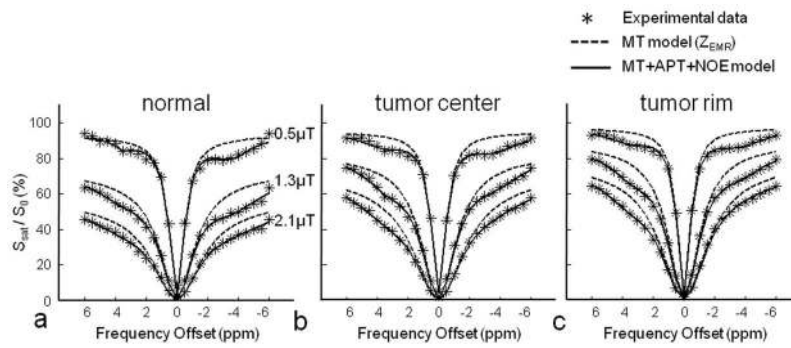 Experimental data
MT model (Z_EMR)
MT+APT+NOE model
normal
tumor center
tumor rim
S_sat / S_0 (%)
100
80
60
40
20
0
0.5µT
1.3µT
2.1µT
6 4 2 0 -2 -4 -6
6 4 2 0 -2 -4 -6
6 4 2 0 -2 -4 -6
a
Frequency Offset (ppm)
b
Frequency Offset (ppm)
c
Frequency Offset (ppm)